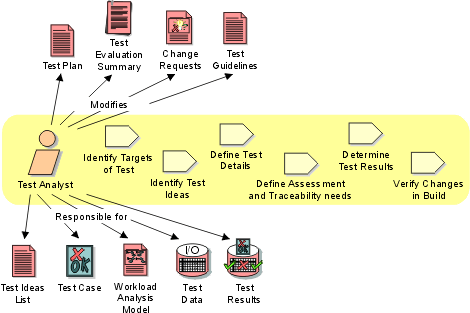 Test Plan
Test
Evaluation
Summary
Change
Requests
Test
Guidelines
Modifies
Test Analyst
Identify Targets
of Test
Identify Test
Ideas
Define Test
Details
Define Assessment
and Traceability needs
Determine
Test Results
Verify Changes
in Build
Responsible for
Test Ideas
List
OK
Test Case
Workload
Analysis
Model
I/O
Test
Data
OK
Test
Results